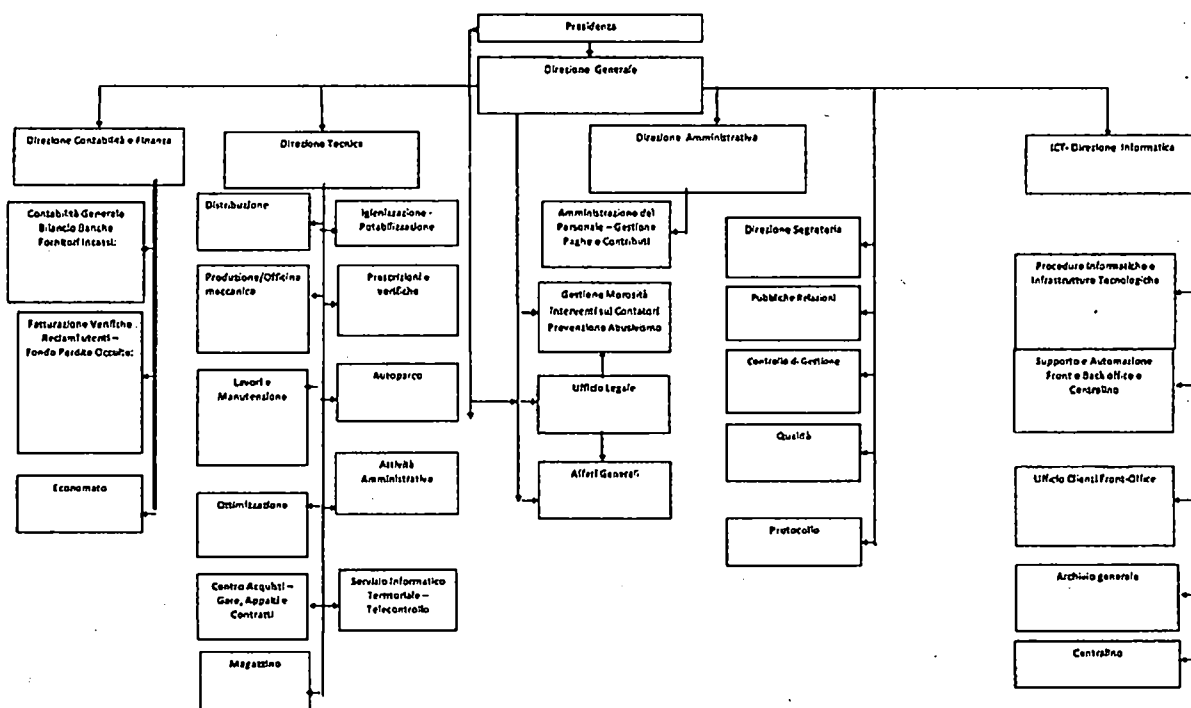 Presidenza
Direzione Generale
Direzione Contabilità e Finanza
Direzione Tecnica
Direzione Amministrativa
ICT- Direzione Informatica
Contabilità Generale
Bilancio Banche
Fornitori Incassi:
Fatturazione Verifiche
Reclami utenti –
Fondo Perdite Occulte:
Economato
Distribuzione
Produzione/Officina
meccanica
Lavori e
Manutenzione
Ottimizzazione
Centro Acquisti –
Gare, Appalti e
Contratti
Magazzino
Igienizzazione -
Potabilizzazione
Prescrizioni e
verifiche
Autoparco
Attività
Amministrativa
Servizio Informatico
Territoriale –
Telecontrollo
Amministrazione del
Personale – Gestione
Paghe e Contributi
Gestione Morosità
Interventi sui Contatori
Prevenzione Abusivismo
Ufficio Legale
Affari Generali
Direzione Segreteria
Pubbliche Relazioni
Controllo di Gestione
Qualità
Protocollo
Procedure Informatiche e
Infrastrutture Tecnologiche
Supporto e Automazione
Front e Back office e
Centralino
Ufficio Clienti Front-Office
Archivio generale
Centralino